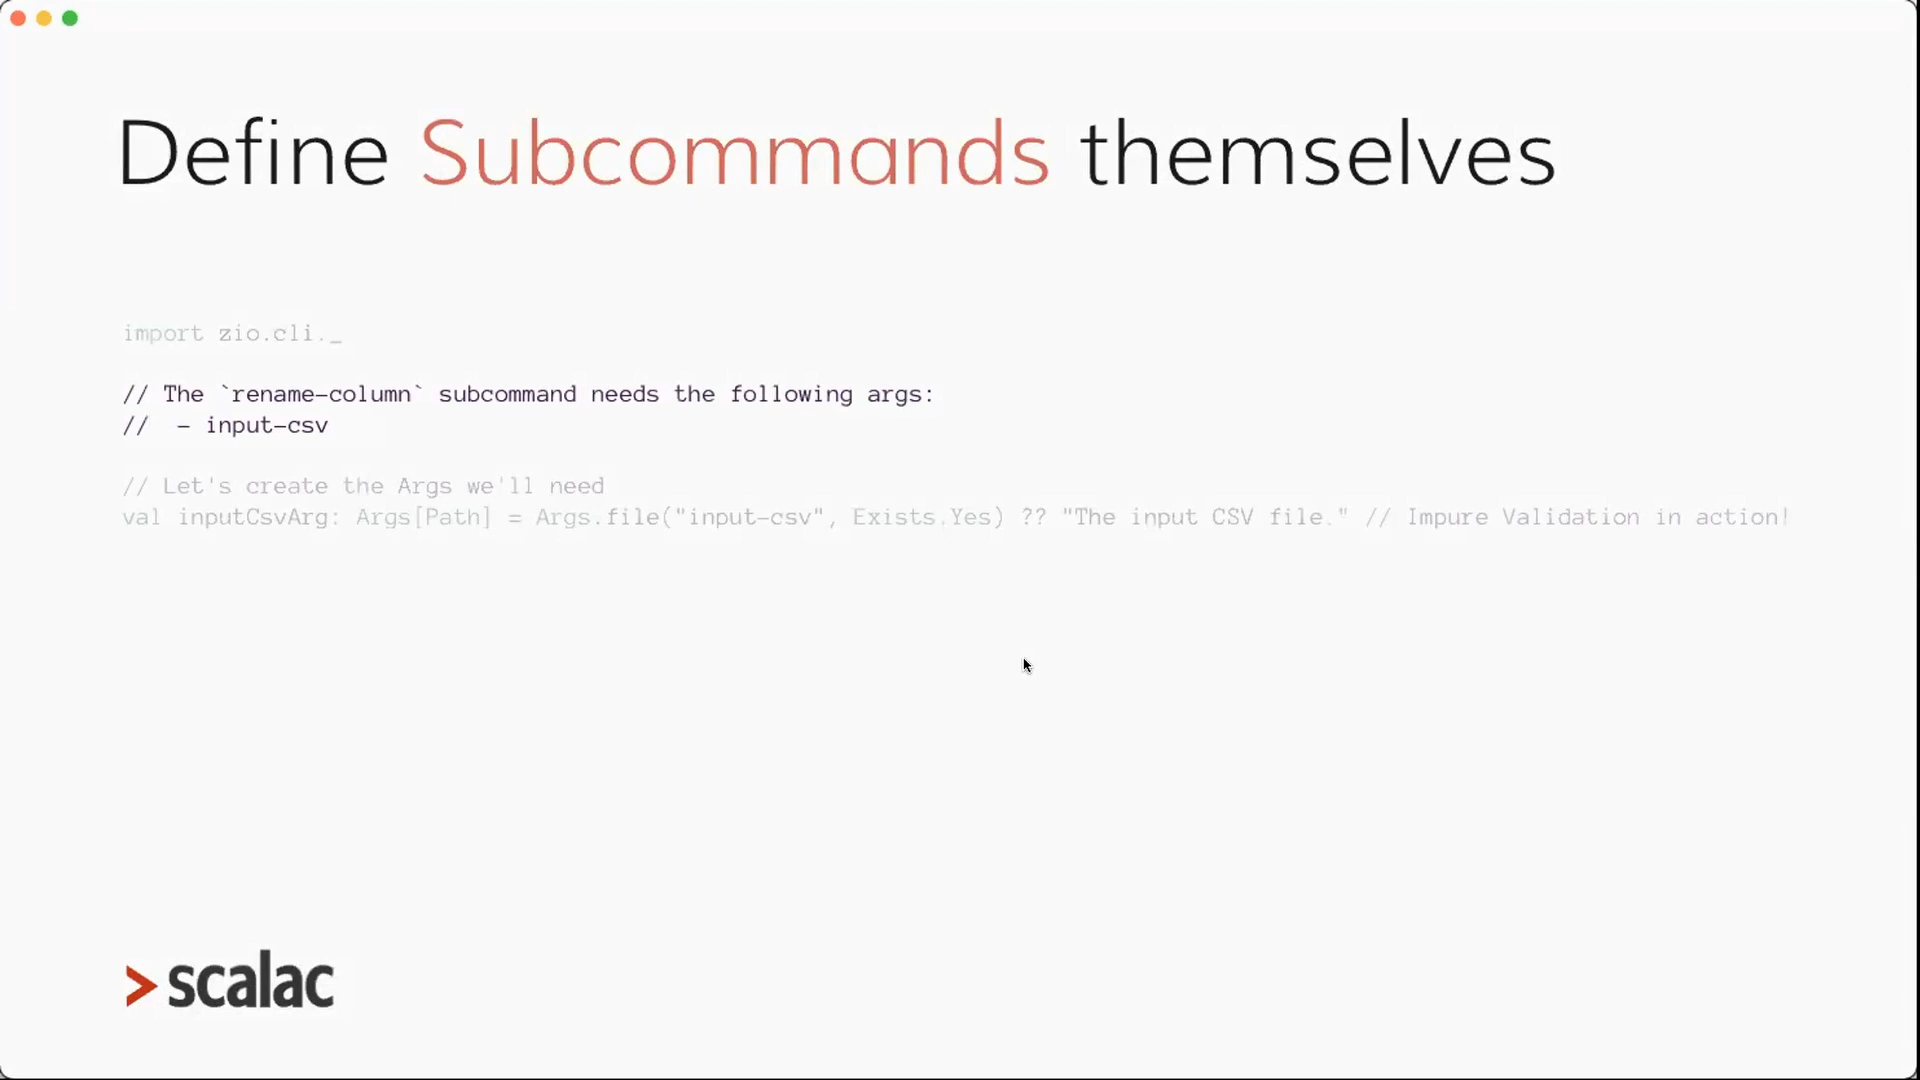 Define Subcommands themselves
import zio.cli._
// The `rename-column` subcommand needs the following args:
//  - input-csv
// Let's create the Args we'll need
val inputCsvArg: Args[Path] = Args.file("input-csv", Exists.Yes) ?? "The input CSV file." // Impure Validation in action!
scalac